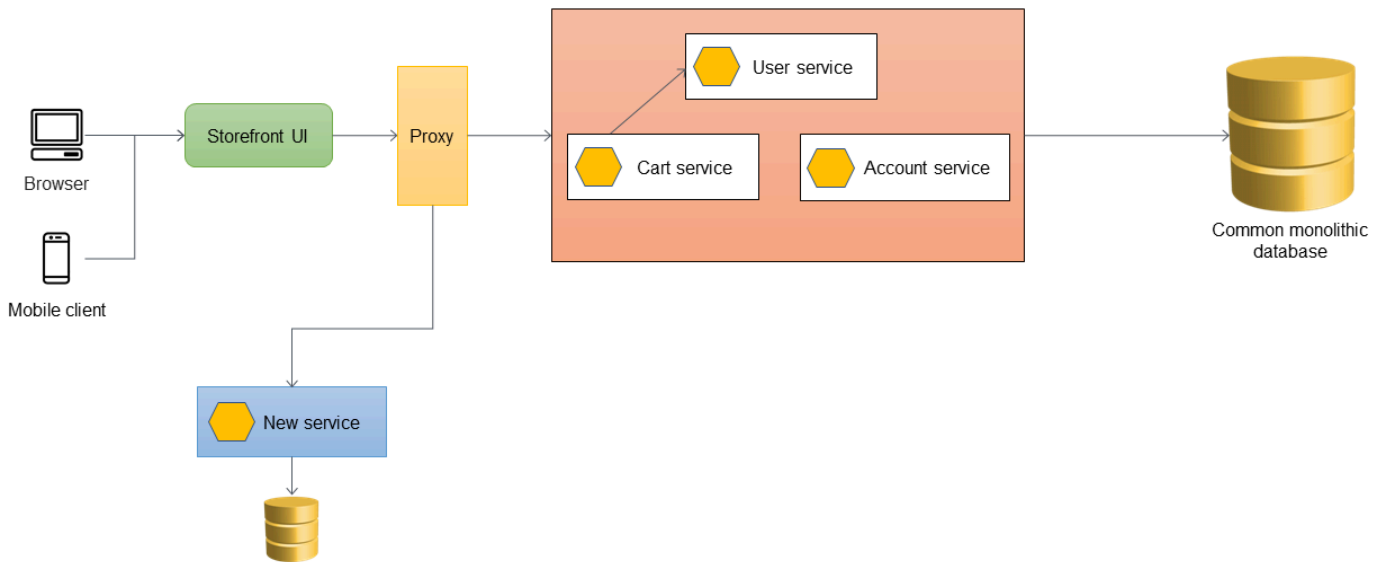 User service
Storefront UI
Proxy
Cart service
Account service
Browser
Common monolithic
database
Mobile client
New service